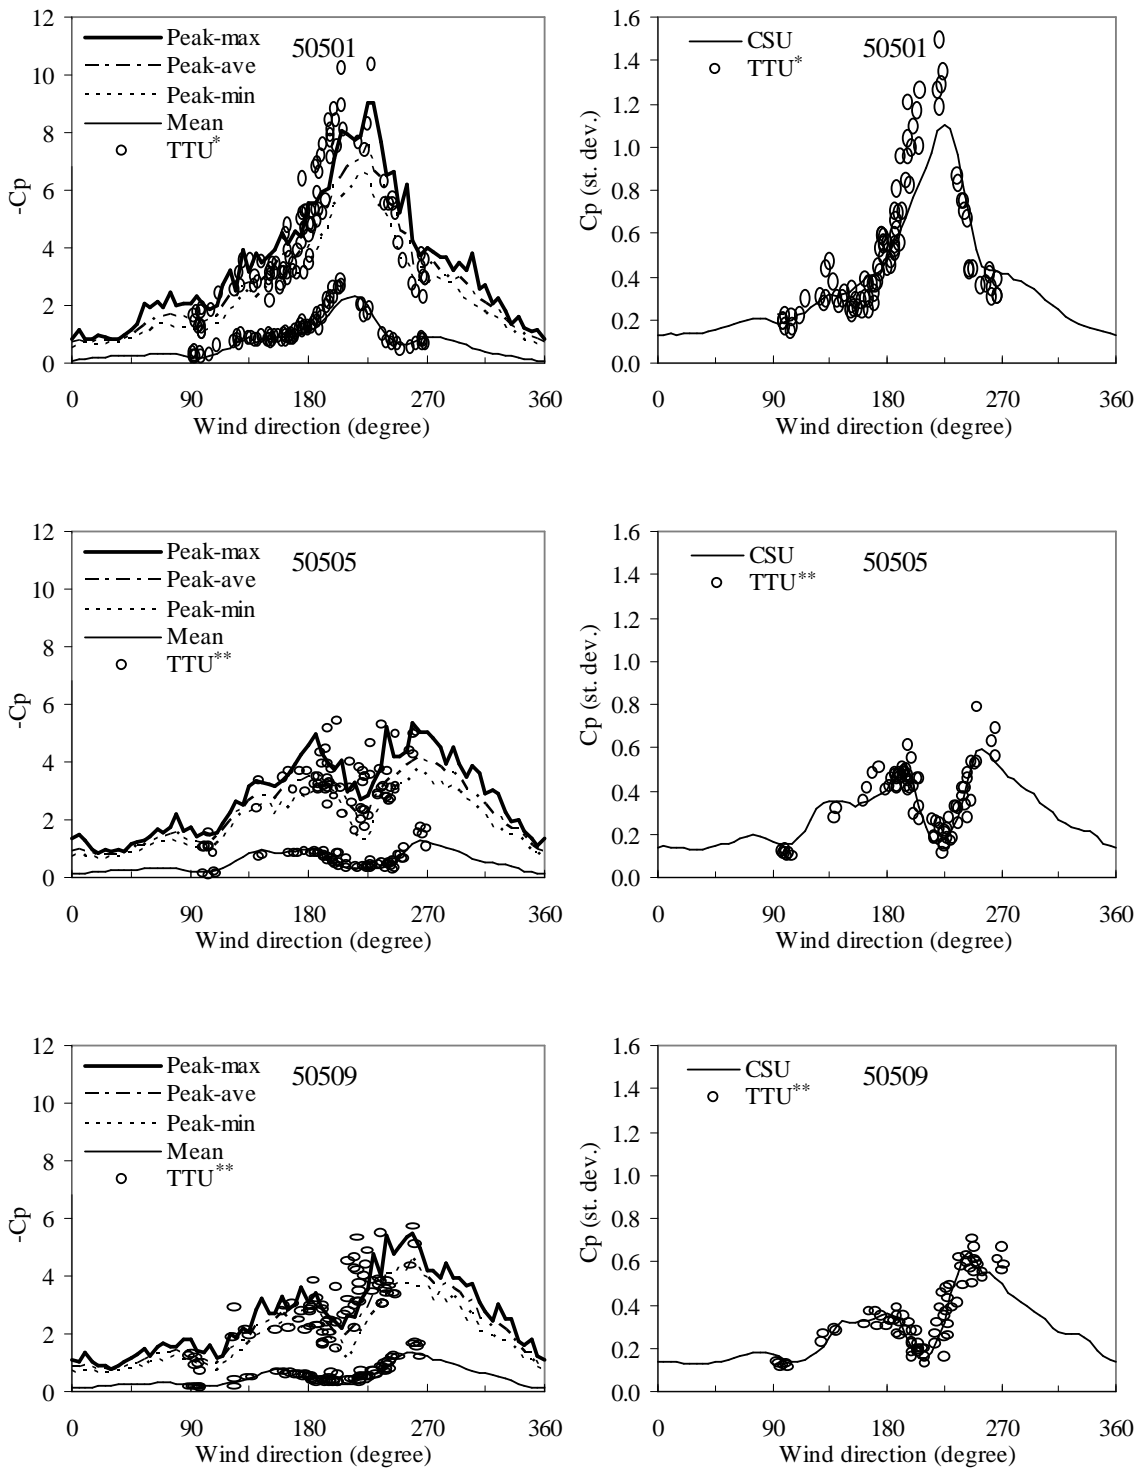 12
10
8
6
4
2
0
-Cp
Peak-max
Peak-ave
Peak-min
Mean
TTU*
50501
0 90 180 270 360
Wind direction (degree)
1.6
1.4
1.2
1.0
0.8
0.6
0.4
0.2
0.0
Cp (st. dev.)
CSU
TTU*
50501
0 90 180 270 360
Wind direction (degree)
12
10
8
6
4
2
0
-Cp
Peak-max
Peak-ave
Peak-min
Mean
TTU**
50505
0 90 180 270 360
Wind direction (degree)
1.6
1.4
1.2
1.0
0.8
0.6
0.4
0.2
0.0
Cp (st. dev.)
CSU
TTU**
50505
0 90 180 270 360
Wind direction (degree)
12
10
8
6
4
2
0
-Cp
Peak-max
Peak-ave
Peak-min
Mean
TTU**
50509
0 90 180 270 360
Wind direction (degree)
1.6
1.4
1.2
1.0
0.8
0.6
0.4
0.2
0.0
Cp (st. dev.)
CSU
TTU**
50509
0 90 180 270 360
Wind direction (degree)